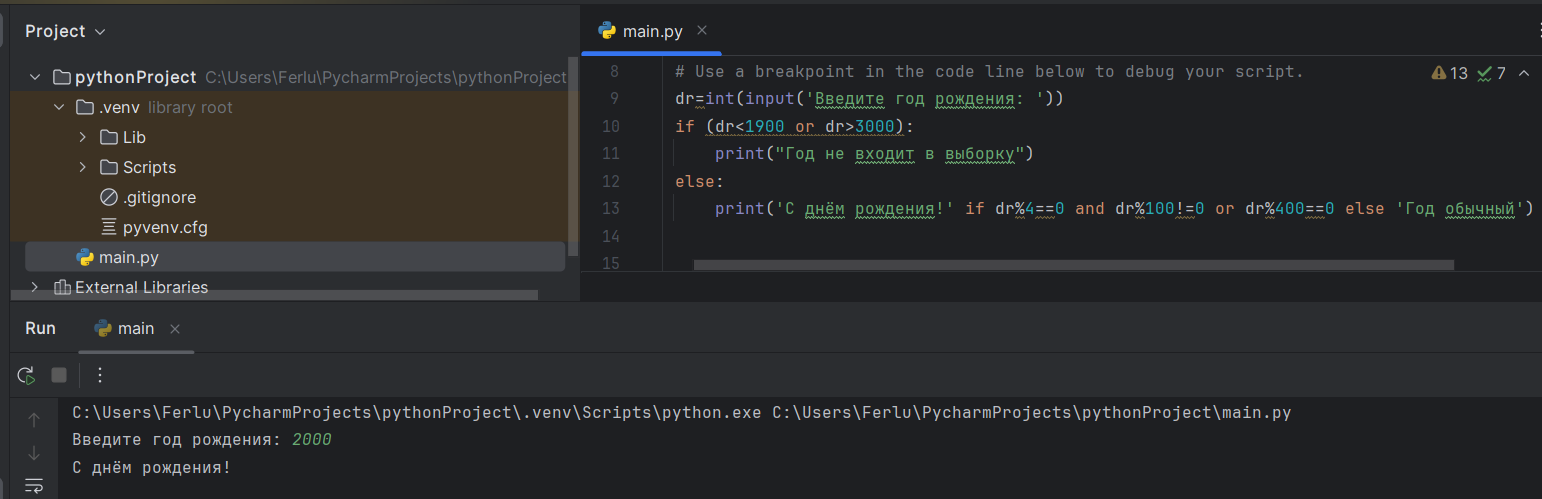 Project
main.py
pythonProject C:\Users\Ferlu\PycharmProjects\pythonProject
.venv library root
Lib
Scripts
.gitignore
pyvenv.cfg
main.py
External Libraries
13 7
8 # Use a breakpoint in the code line below to debug your script.
9 dr=int(input('Введите год рождения: '))
10 if (dr<1900 or dr>3000):
11 print("Год не входит в выборку")
12 else:
13 print('С днём рождения!' if dr%4==0 and dr%100!=0 or dr%400==0 else 'Год обычный')
14
15
Run main
C:\Users\Ferlu\PycharmProjects\pythonProject\.venv\Scripts\python.exe C:\Users\Ferlu\PycharmProjects\pythonProject\main.py
Введите год рождения: 2000
С днём рождения!